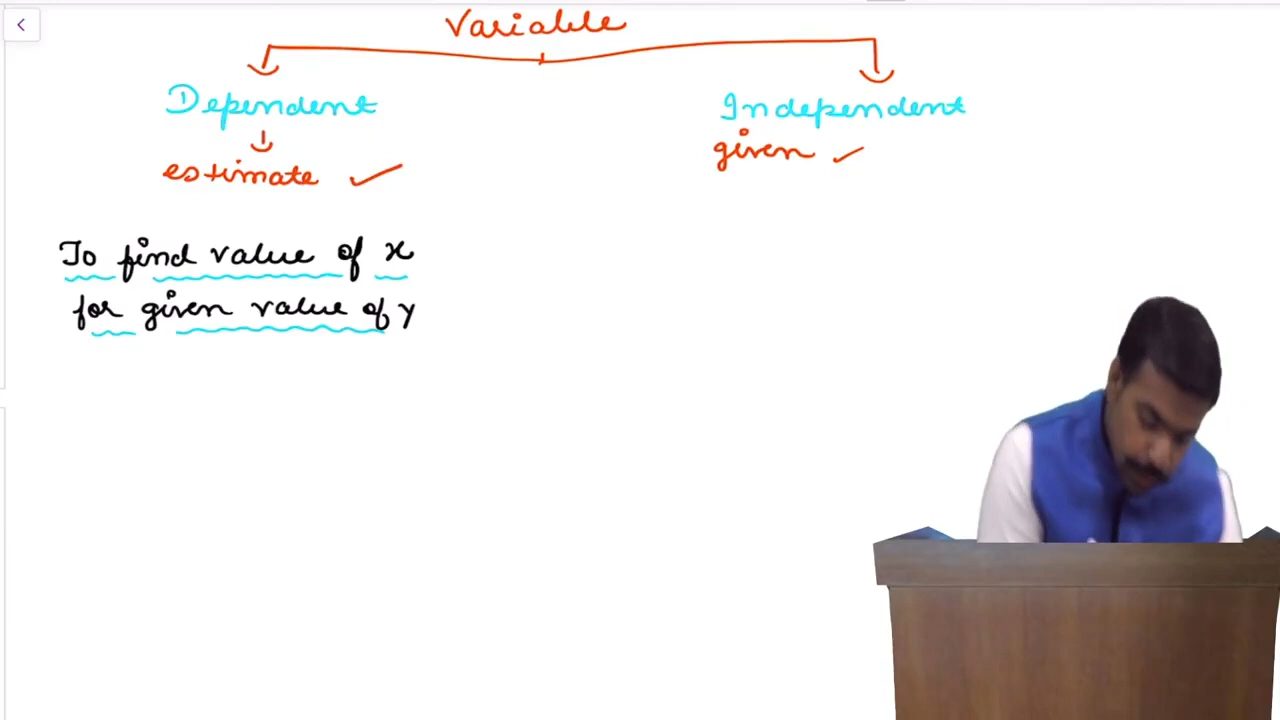 Variable
Dependent
Independent
estimate ✓
given ✓
To find value of x
for given value of y